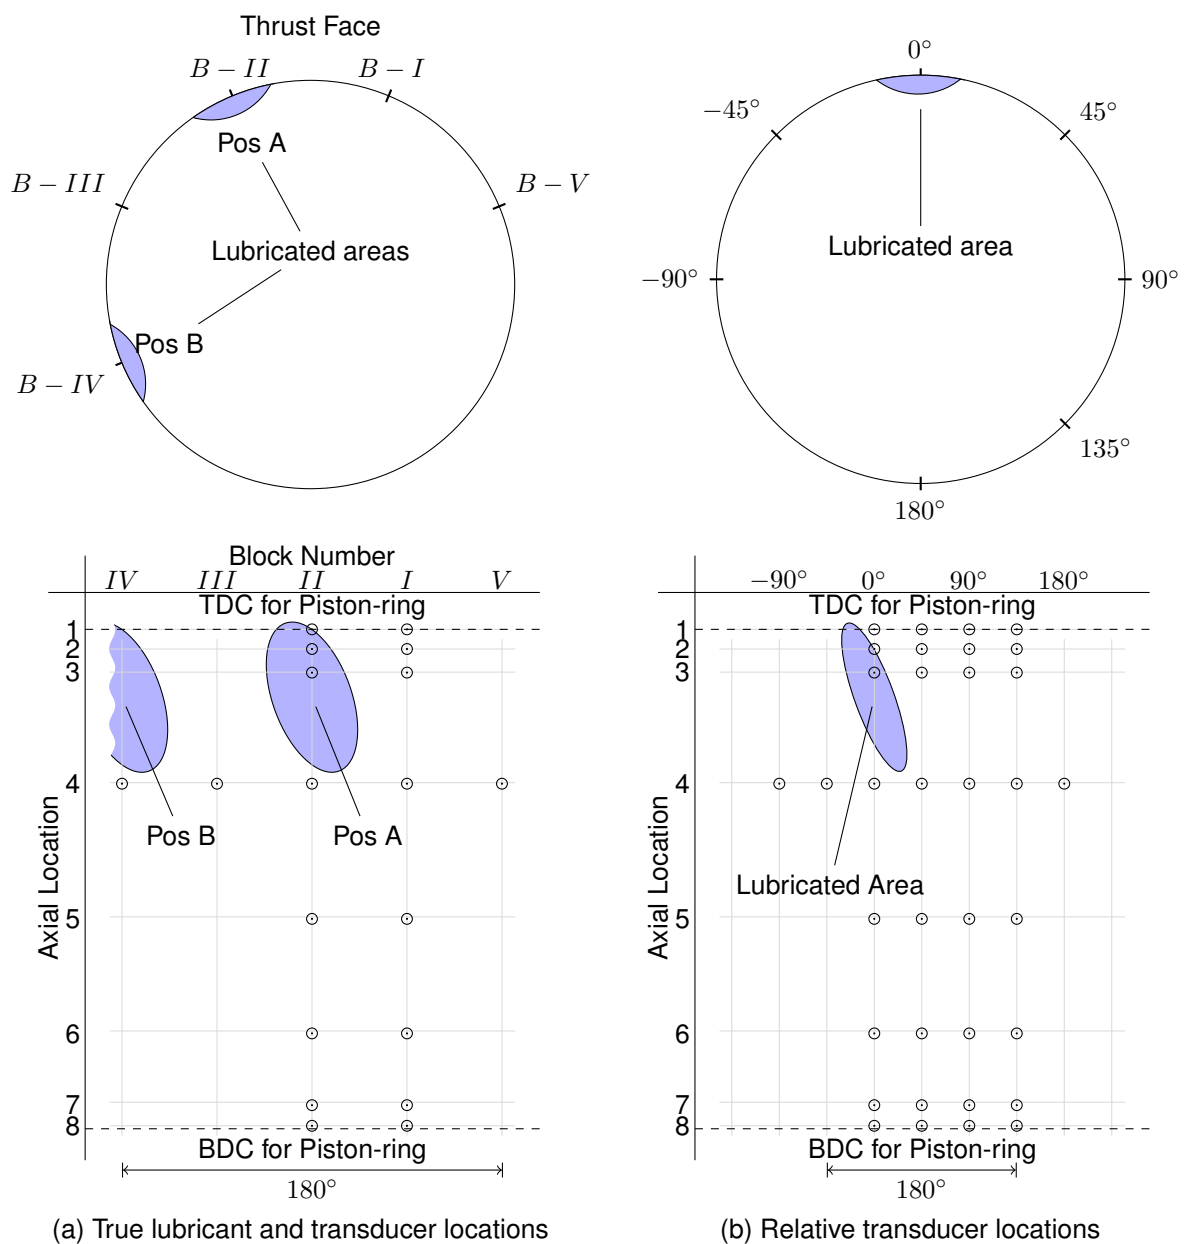 Thrust Face
B − II
B − I
Pos A
B − III
B − V
Lubricated areas
Pos B
B − IV
0°
−45°
45°
Lubricated area
−90°
90°
135°
180°
Block Number
IV III II I V
TDC for Piston-ring
1
2
3
4
5
6
7
8
Axial Location
Pos B
Pos A
BDC for Piston-ring
180°
(a) True lubricant and transducer locations
−90° 0° 90° 180°
TDC for Piston-ring
1
2
3
4
5
6
7
8
Axial Location
Lubricated Area
BDC for Piston-ring
180°
(b) Relative transducer locations